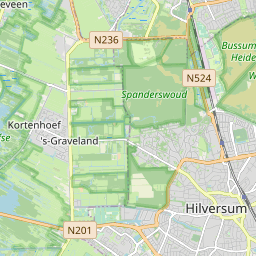 eveen
N236
Bussum
Heide
N524
Spanderswoud
Kortenhoef
's-Graveland
Hilversum
N201